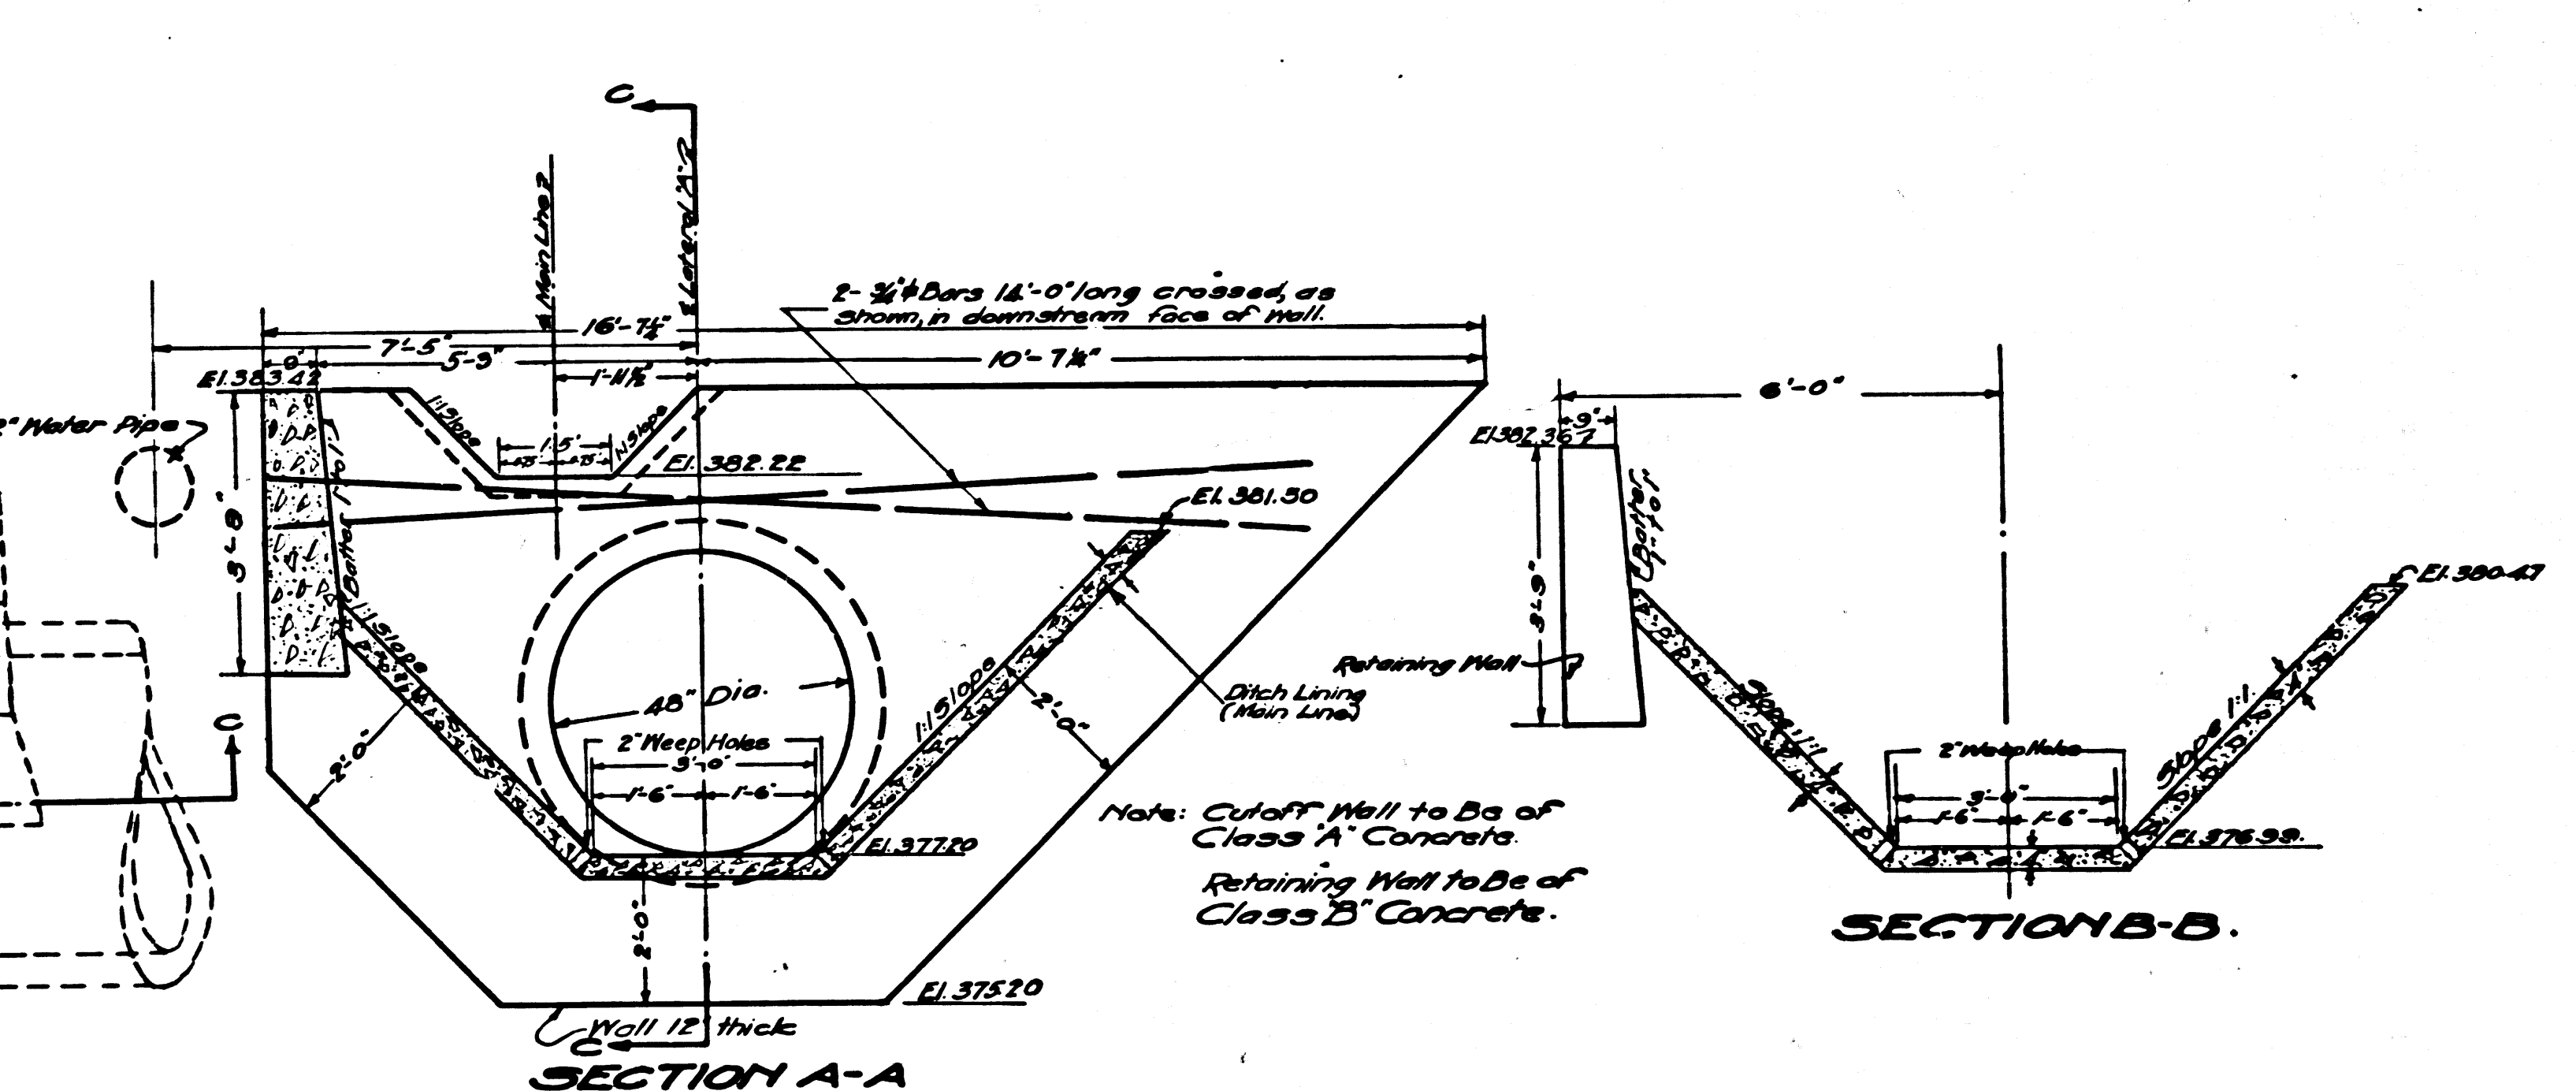 C
℄ Main Line 2
℄ Lateral "A-2"
2- ¾"ϕ Bars 14'-0" long crossed, as
shown, in downstream face of wall.
16'-7¼"
7'-5"
5'-3"
10'-7¼"
9"
1'-11½"
El. 383.42
6'-0"
9"
El. 382.367
2" Water Pipe
1:1 Slope
1.5'
.75 .75
1:1 Slope
El. 382.22
El. 381.50
3'-8"
Batter 1" to 1'
Batter
1" to 1'
3'-9"
El. 380.47
1:1 Slope
48" Dia.
1:1 Slope
2'-0"
Ditch Lining
(Main Line)
Retaining Wall
Slope 1:1
Slope 1:1
C
2'-0"
2" Weep Holes
3'-0"
1'-6" 1'-6"
2" Weep Holes
3'-0"
1'-6" 1'-6"
El. 377.20
El. 376.99.
Note: Cutoff Wall to Be of
Class "A" Concrete.
Retaining Wall to Be of
Class "B" Concrete.
2'-0"
El. 375.20
Wall 12" thick
C
SECTION A-A
SECTION B-B.